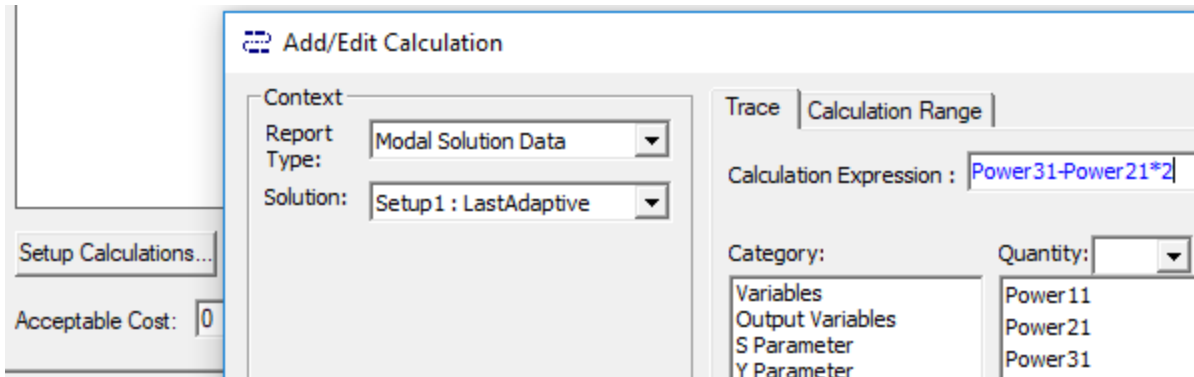 Add/Edit Calculation
Context
Report Type:
Modal Solution Data
Solution:
Setup1 : LastAdaptive
Trace
Calculation Range
Calculation Expression :
Power31-Power21*2
Setup Calculations...
Acceptable Cost:
0
Category:
Variables
Output Variables
S Parameter
Y Parameter
Quantity:
Power11
Power21
Power31